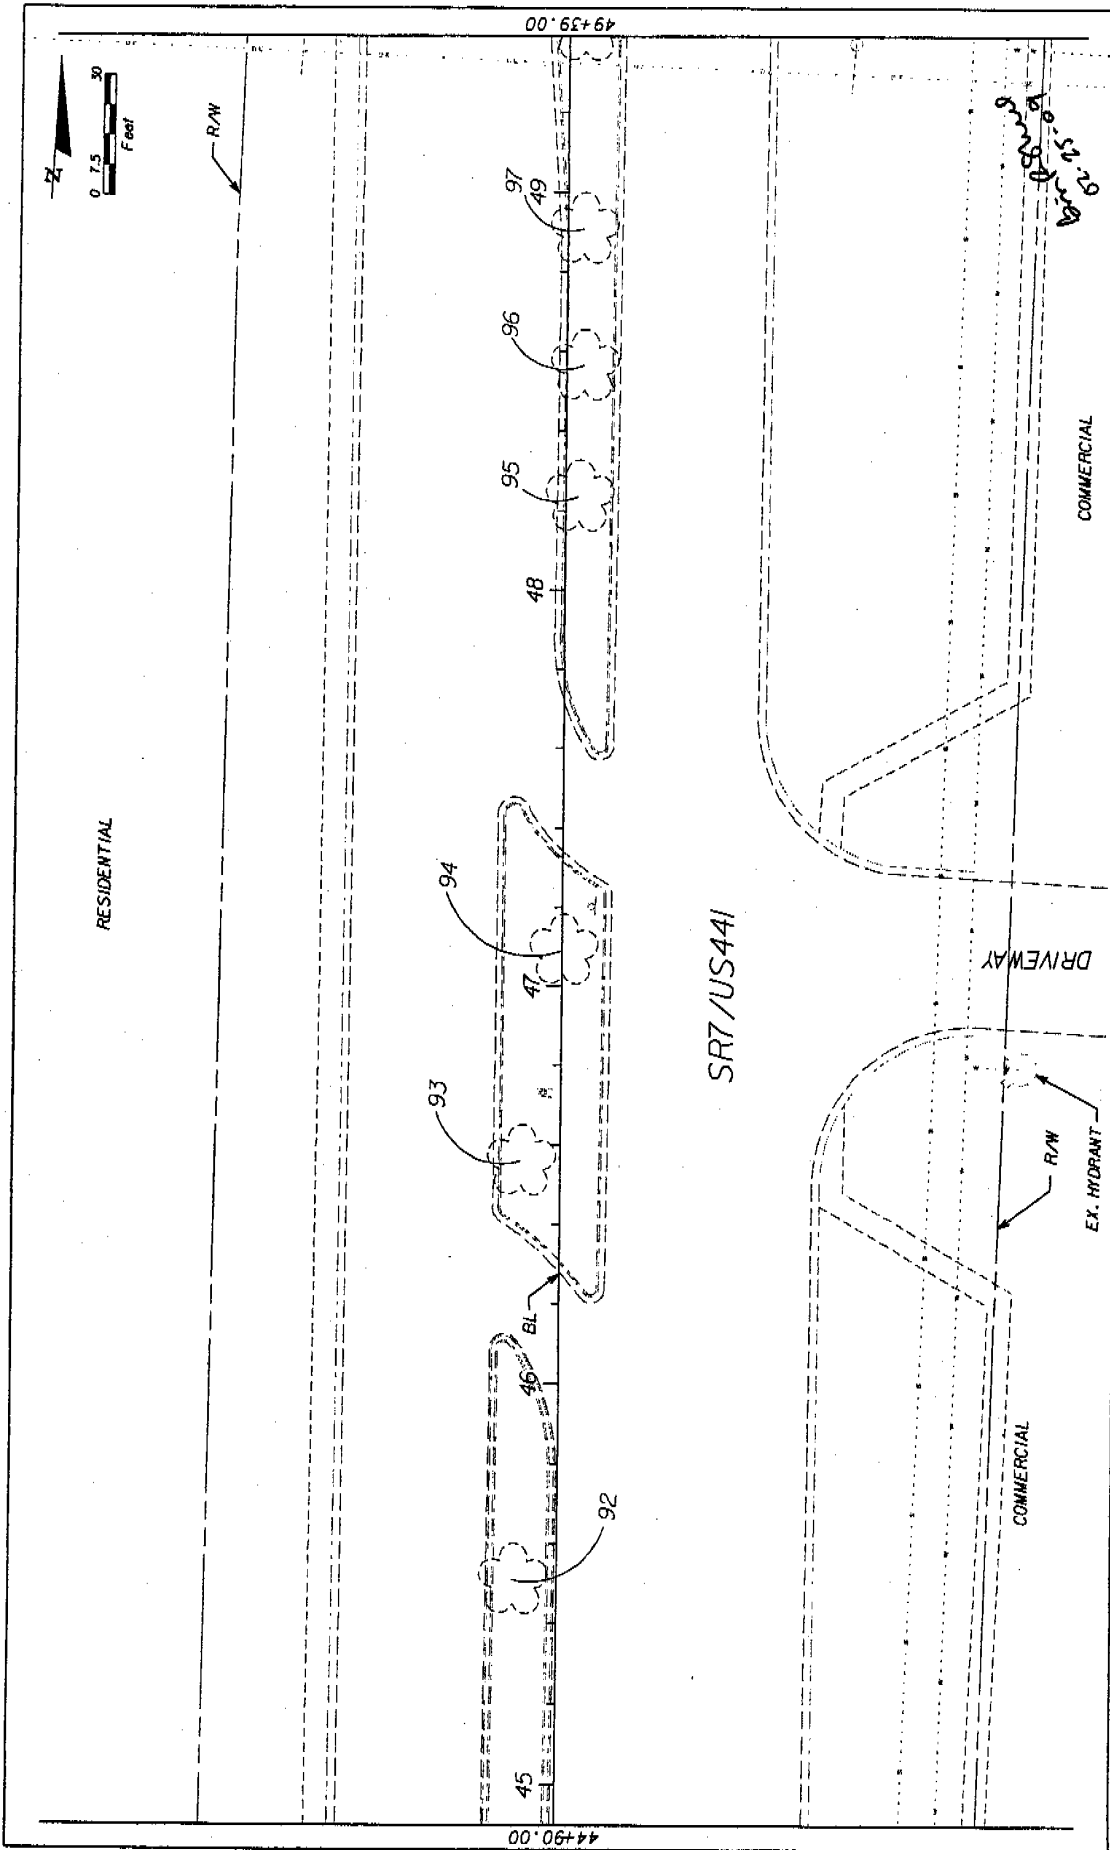 49+39.00
Z
0 7.5 30
Feet
R/W
RESIDENTIAL
97
49
96
95
48
94
47
93
BL
46
92
45
SR7/US441
COMMERCIAL
DRIVEWAY
R/W
EX. HYDRANT
COMMERCIAL
44+90.00